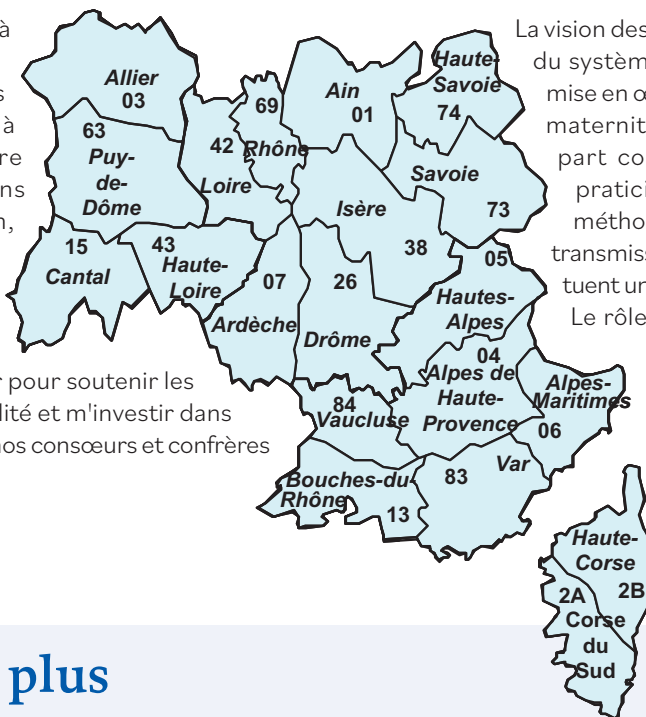 à
s
à
re
ns
n,
r pour soutenir les
lité et m'investir dans
nos consœurs et confrères
Allier
03
63
Puy-
de-
Dôme
15
Cantal
43
Haute-
Loire
42
Loire
69
Rhône
Ain
01
Haute-
Savoie
74
Savoie
73
Isère
38
07
Ardèche
26
Drôme
05
Hautes-
Alpes
04
Alpes de
Haute-
Provence
Alpes-
Maritimes
06
84
Vaucluse
Bouches-du-
Rhône
13
83
Var
Haute-
Corse
2B
2A
Corse
du
Sud
La vision des
du systèm
mise en œ
maternit
part co
pratici
métho
transmiss
tuent un
Le rôle
plus